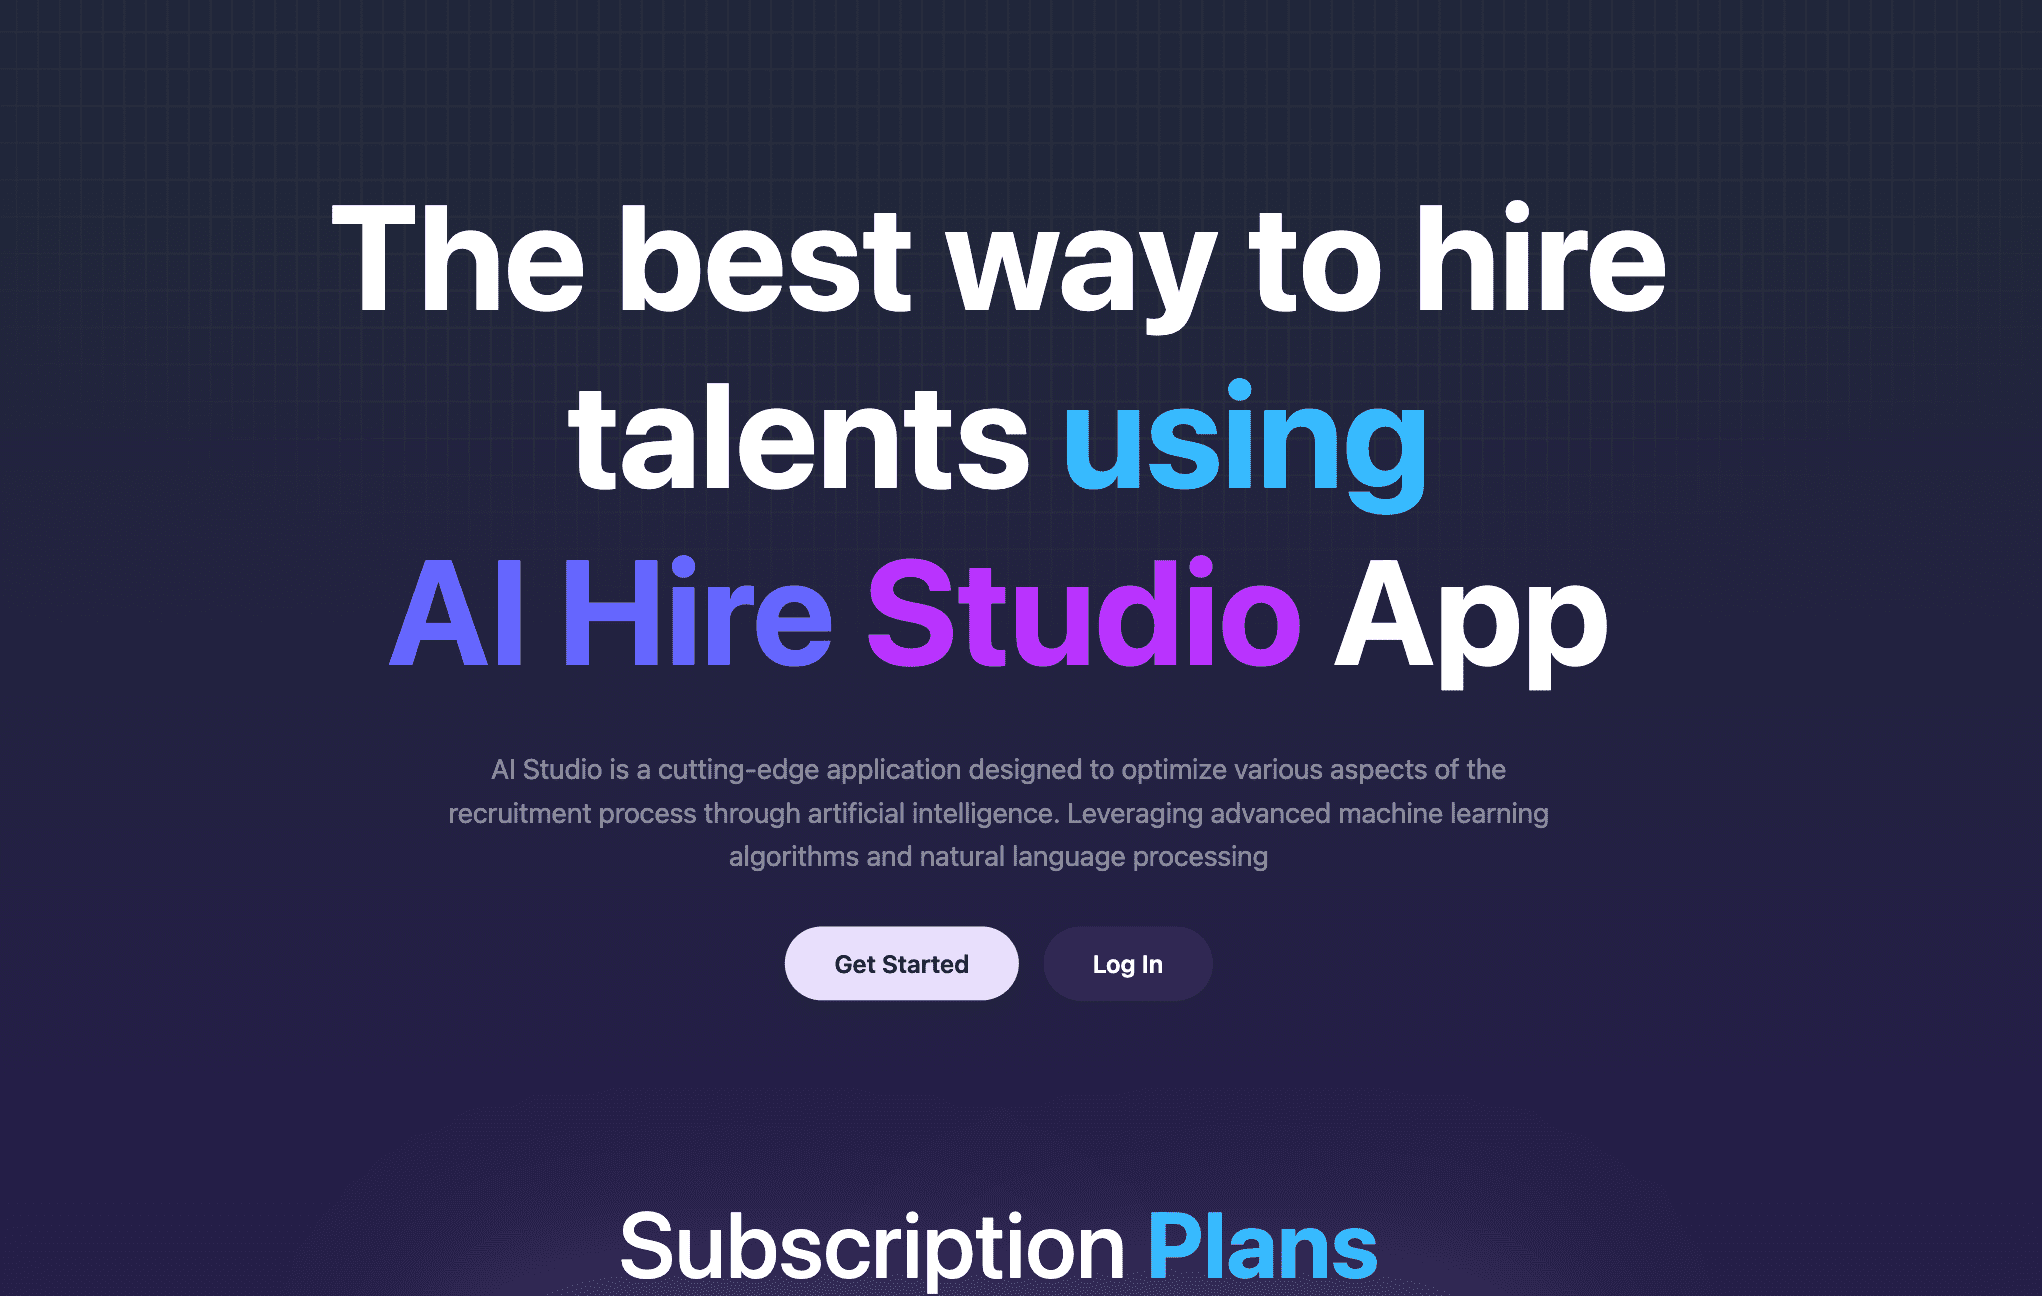 The best way to hire
talents using
AI Hire Studio App
AI Studio is a cutting-edge application designed to optimize various aspects of the
recruitment process through artificial intelligence. Leveraging advanced machine learning
algorithms and natural language processing
Get Started
Log In
Subscription Plans